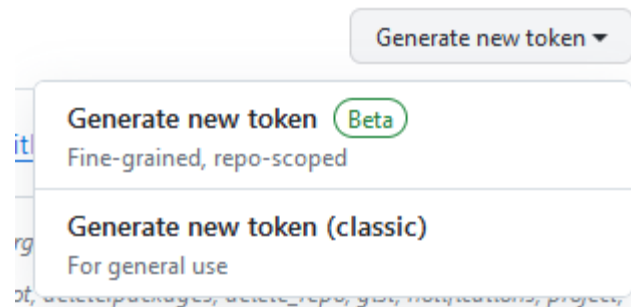 Generate new token
Generate new token Beta
Fine-grained, repo-scoped
Generate new token (classic)
For general use